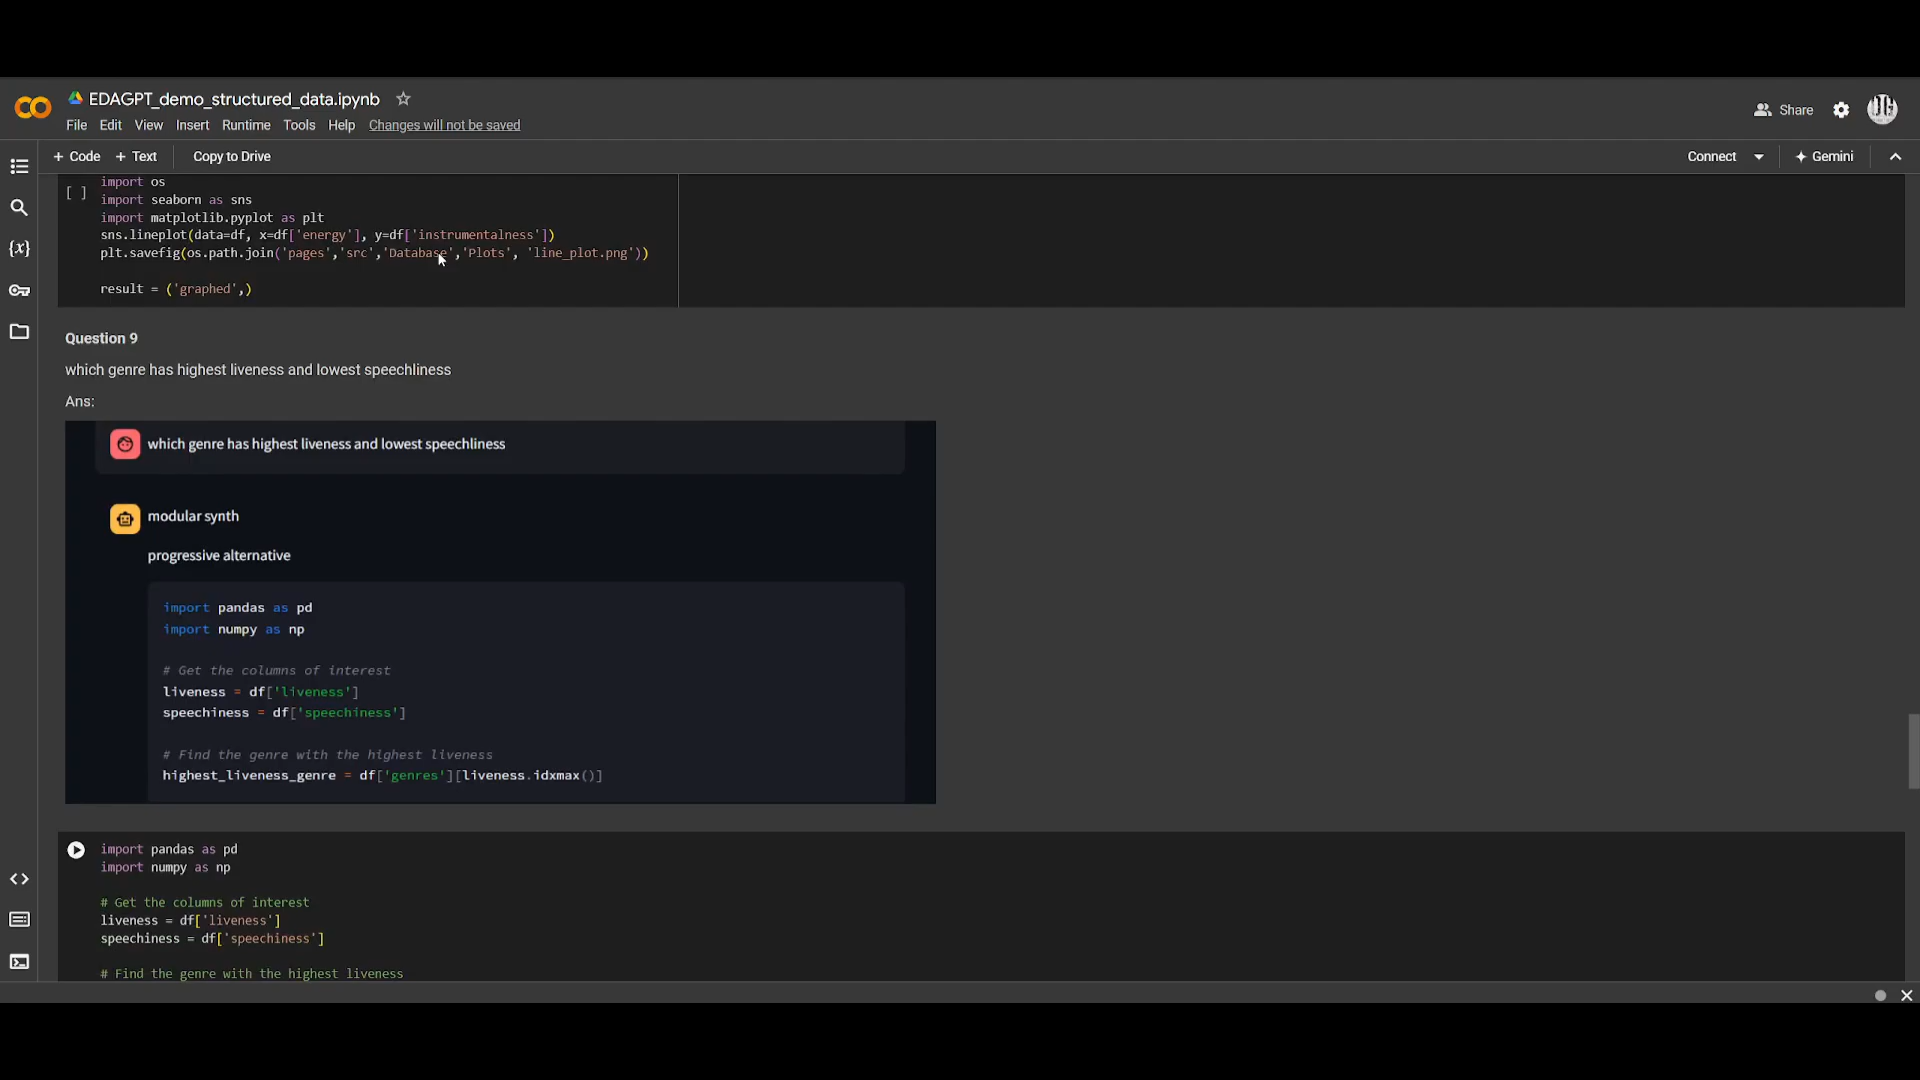 EDAGPT_demo_structured_data.ipynb
File Edit View Insert Runtime Tools Help Changes will not be saved
Share
+ Code + Text Copy to Drive
Connect Gemini
[ ]
import os
import seaborn as sns
import matplotlib.pyplot as plt
sns.lineplot(data=df, x=df['energy'], y=df['instrumentalness'])
plt.savefig(os.path.join('pages','src','Database','Plots', 'line_plot.png'))
result = ('graphed',)
{x}
Question 9
which genre has highest liveness and lowest speechliness
Ans:
which genre has highest liveness and lowest speechliness
modular synth
progressive alternative
import pandas as pd
import numpy as np
# Get the columns of interest
liveness = df['liveness']
speechiness = df['speechiness']
# Find the genre with the highest liveness
highest_liveness_genre = df['genres'][liveness.idxmax()]
import pandas as pd
import numpy as np
# Get the columns of interest
liveness = df['liveness']
speechiness = df['speechiness']
# Find the genre with the highest liveness